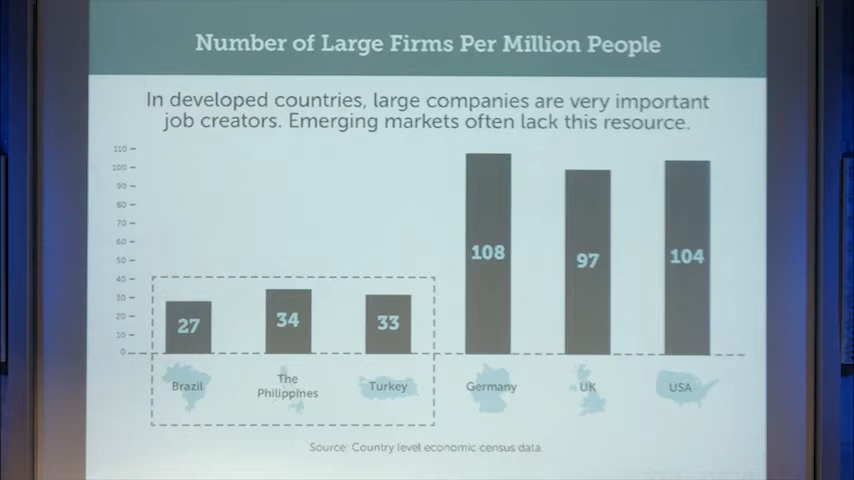 Number of Large Firms Per Million People
In developed countries, large companies are very important
job creators. Emerging markets often lack this resource.
110
100
90
80
70
60
50
40
30
20
10
0
27
34
33
108
97
104
Brazil
The
Philippines
Turkey
Germany
UK
USA
Source: Country level economic census data.